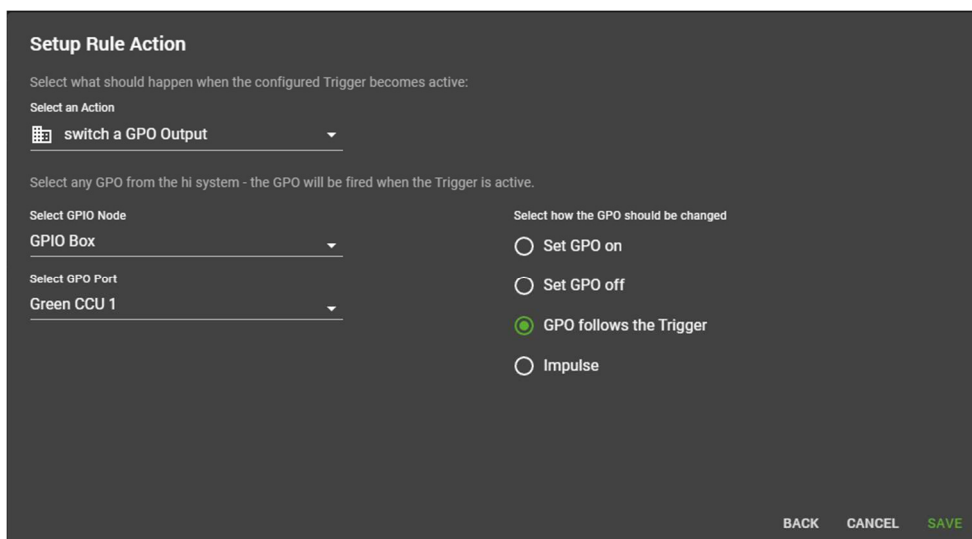 Setup Rule Action
Select what should happen when the configured Trigger becomes active:
Select an Action
switch a GPO Output
Select any GPO from the hi system - the GPO will be fired when the Trigger is active.
Select GPIO Node
GPIO Box
Select GPO Port
Green CCU 1
Select how the GPO should be changed
Set GPO on
Set GPO off
GPO follows the Trigger
Impulse
BACK CANCEL SAVE